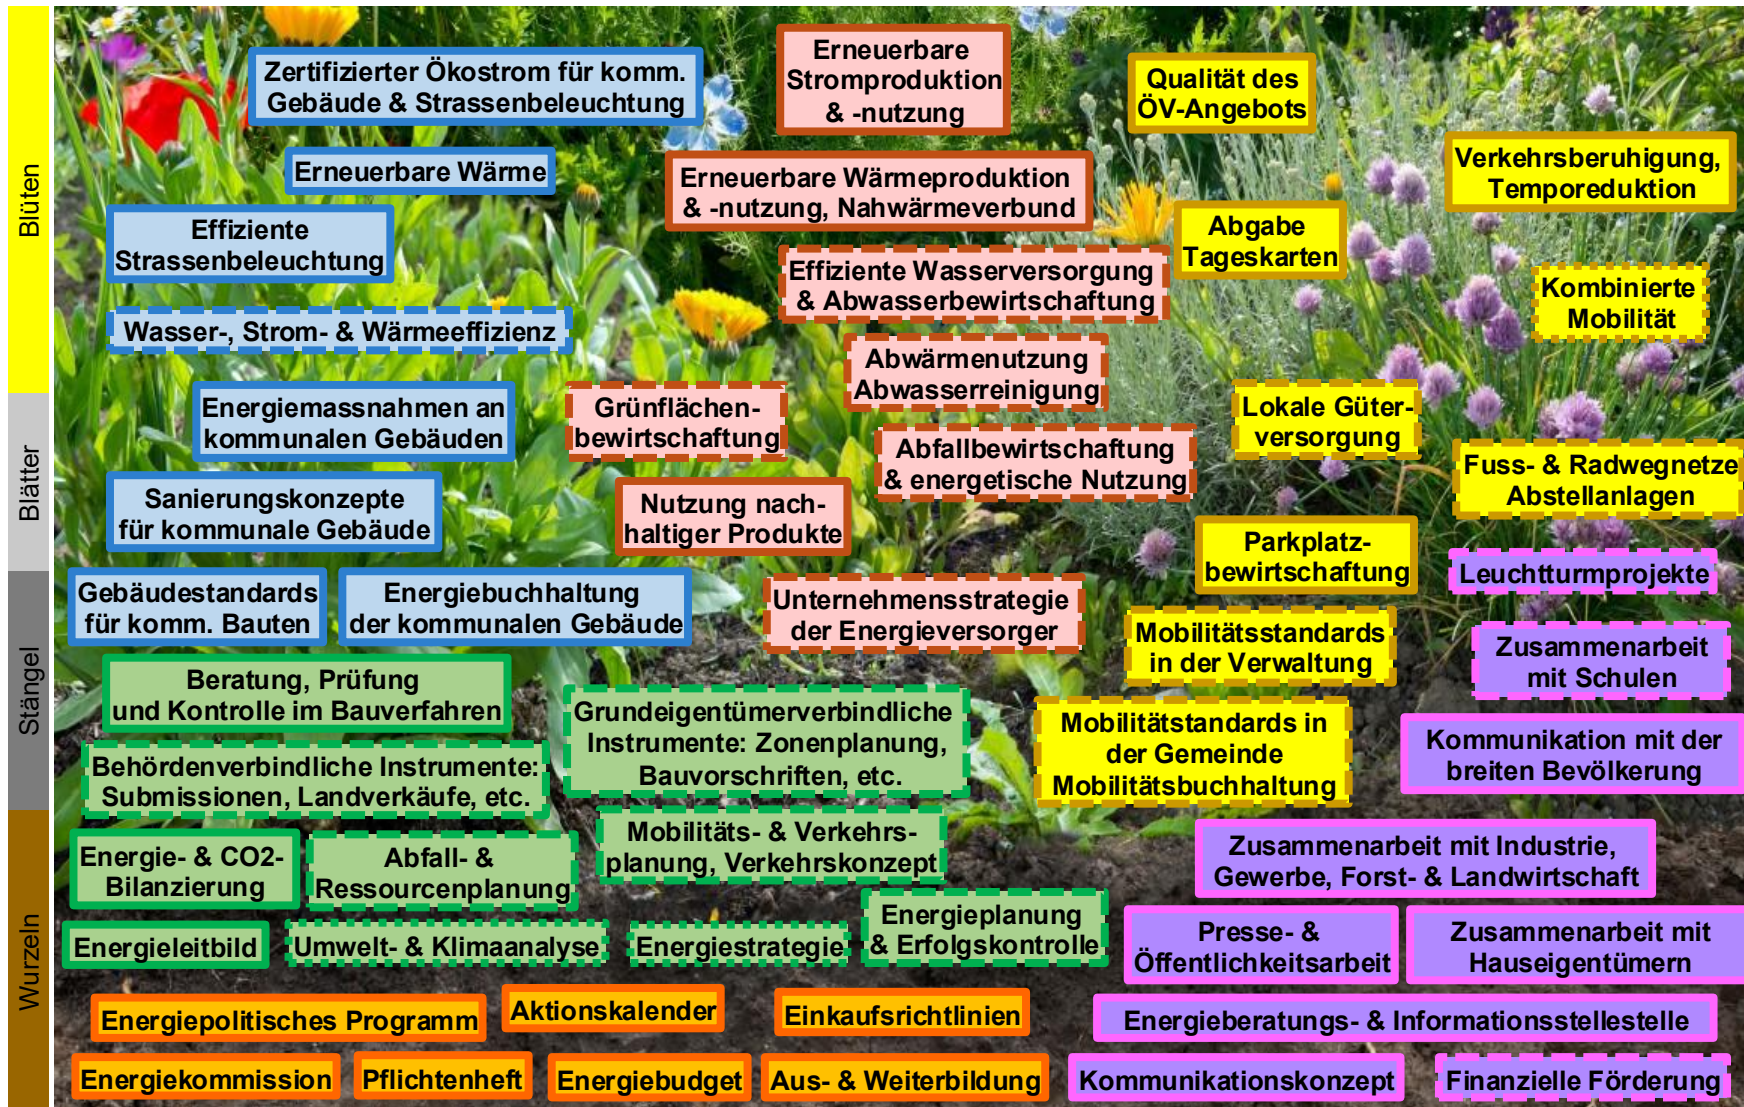 Blüten
Blätter
Stängel
Wurzeln
Zertifizierter Ökostrom für komm.
Gebäude & Strassenbeleuchtung
Erneuerbare Wärme
Effiziente
Strassenbeleuchtung
Wasser-, Strom- & Wärmeeffizienz
Energiemassnahmen an
kommunalen Gebäuden
Sanierungskonzepte
für kommunale Gebäude
Gebäudestandards
für komm. Bauten
Energiebuchhaltung
der kommunalen Gebäude
Erneuerbare
Stromproduktion
& -nutzung
Erneuerbare Wärmeproduktion
& -nutzung, Nahwärmeverbund
Effiziente Wasserversorgung
& Abwasserbewirtschaftung
Abwärmenutzung
Abwasserreinigung
Grünflächen-
bewirtschaftung
Abfallbewirtschaftung
& energetische Nutzung
Nutzung nach-
haltiger Produkte
Unternehmensstrategie
der Energieversorger
Qualität des
ÖV-Angebots
Verkehrsberuhigung,
Temporeduktion
Abgabe
Tageskarten
Kombinierte
Mobilität
Lokale Güter-
versorgung
Fuss- & Radwegnetze
Abstellanlagen
Parkplatz-
bewirtschaftung
Mobilitätsstandards
in der Verwaltung
Mobilitätstandards in
der Gemeinde
Mobilitätsbuchhaltung
Leuchtturmprojekte
Zusammenarbeit
mit Schulen
Kommunikation mit der
breiten Bevölkerung
Zusammenarbeit mit Industrie,
Gewerbe, Forst- & Landwirtschaft
Presse- &
Öffentlichkeitsarbeit
Zusammenarbeit mit
Hauseigentümern
Energieberatungs- & Informationsstellestelle
Kommunikationskonzept
Finanzielle Förderung
Beratung, Prüfung
und Kontrolle im Bauverfahren
Grundeigentümerverbindliche
Instrumente: Zonenplanung,
Bauvorschriften, etc.
Behördenverbindliche Instrumente:
Submissionen, Landverkäufe, etc.
Energie- & CO2-
Bilanzierung
Abfall- &
Ressourcenplanung
Mobilitäts- & Verkehrs-
planung, Verkehrskonzept
Energieleitbild
Umwelt- & Klimaanalyse
Energiestrategie
Energieplanung
& Erfolgskontrolle
Energiepolitisches Programm
Aktionskalender
Einkaufsrichtlinien
Energiekommission
Pflichtenheft
Energiebudget
Aus- & Weiterbildung